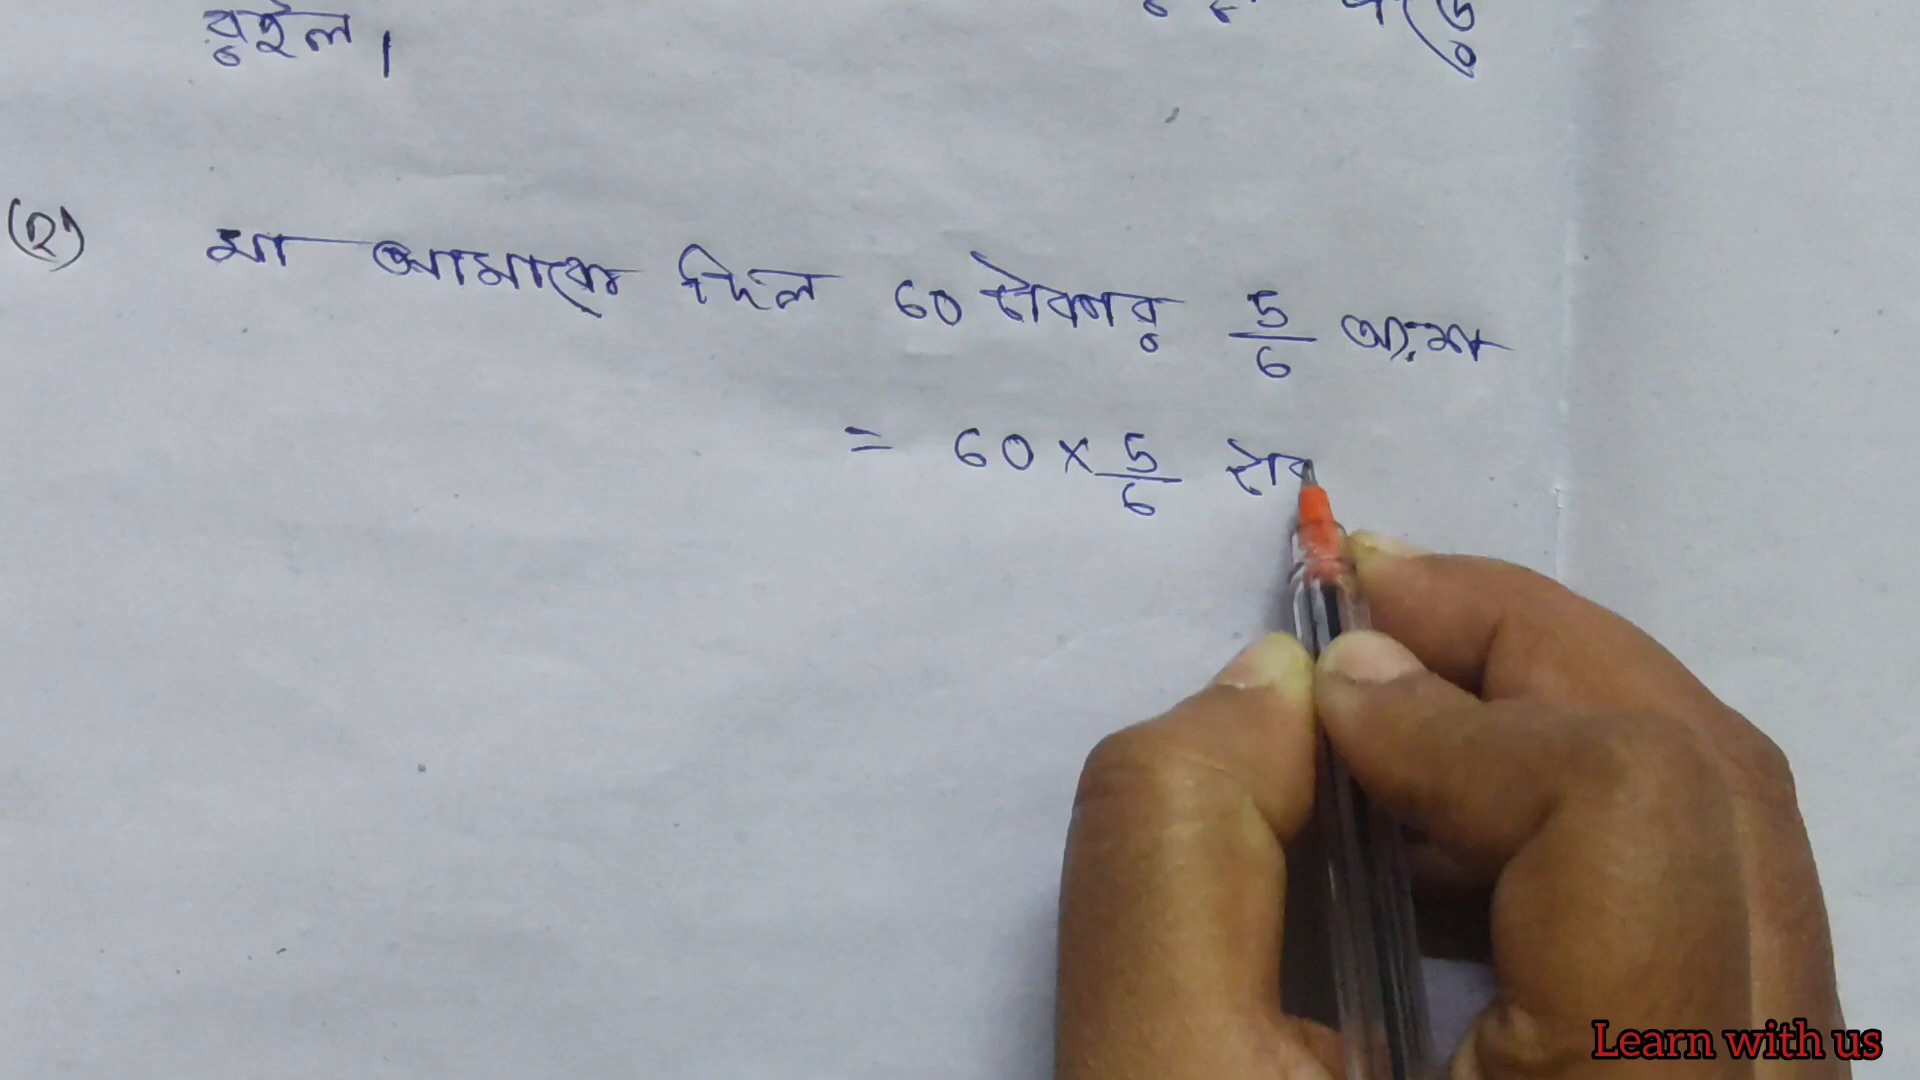 রইল।
(২) মা আমাকে দিল 60 টাকার 5/6 অংশ
= 60 × 5/6 টাক
Learn with us